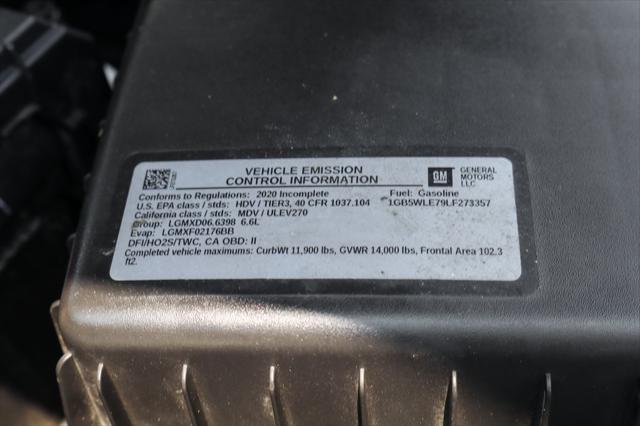 VEHICLE EMISSION
CONTROL INFORMATION
GM GENERAL MOTORS LLC
Conforms to Regulations: 2020 Incomplete Fuel: Gasoline
U.S. EPA class / stds: HDV / TIER3, 40 CFR 1037.104 1GB5WLE79LF273357
California class / stds: MDV / ULEV270
Group: LGMXD06.6398 6.6L
Evap: LGMXF02176BB
DFI/HO2S/TWC, CA OBD: II
Completed vehicle maximums: CurbWt 11,900 lbs, GVWR 14,000 lbs, Frontal Area 102.3
ft2.